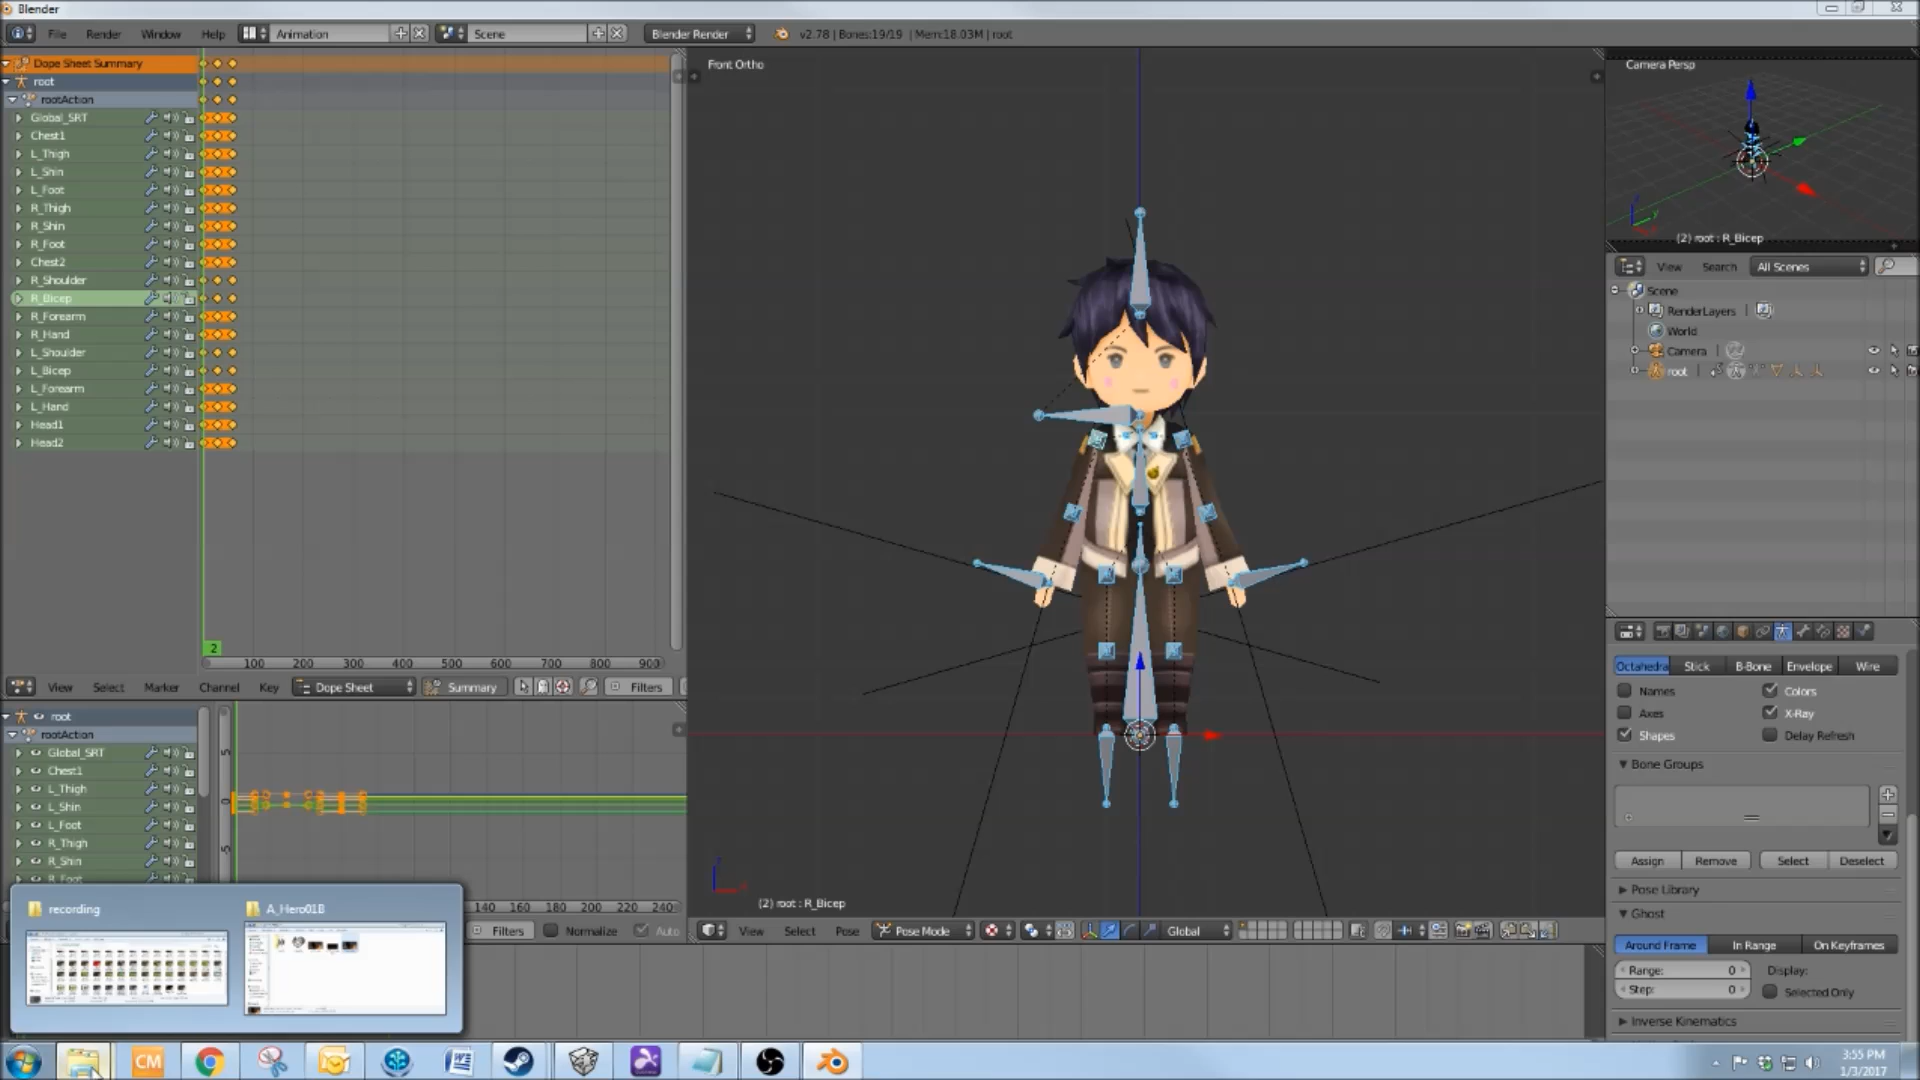 Blender
File Render Window Help Animation Scene Blender Render v2.78 | Bones:19/19 | Mem:18.03M | root
Dope Sheet Summary
root
rootAction
Global_SRT
Chest1
L_Thigh
L_Shin
L_Foot
R_Thigh
R_Shin
R_Foot
Chest2
R_Shoulder
R_Bicep
R_Forearm
R_Hand
L_Shoulder
L_Bicep
L_Forearm
L_Hand
Head1
Head2
2
100 200 300 400 500 600 700 800 900
View Select Marker Channel Key Dope Sheet Summary Filters
root
rootAction
Global_SRT
Chest1
L_Thigh
L_Shin
L_Foot
R_Thigh
R_Shin
R_Foot
5
0
140 160 180 200 220 240
Filters Normalize Auto
recording
A_Hero01B
Front Ortho
(2) root : R_Bicep
View Select Pose Pose Mode Global
Camera Persp
(2) root : R_Bicep
View Search All Scenes
Scene
RenderLayers
World
Camera
root
Octahedra Stick B-Bone Envelope Wire
Names Colors
Axes X-Ray
Shapes Delay Refresh
Bone Groups
Assign Remove Select Deselect
Pose Library
Ghost
Around Frame In Range On Keyframes
Range: 0 Display:
Step: 0 Selected Only
Inverse Kinematics
CM
3:55 PM
1/3/2017